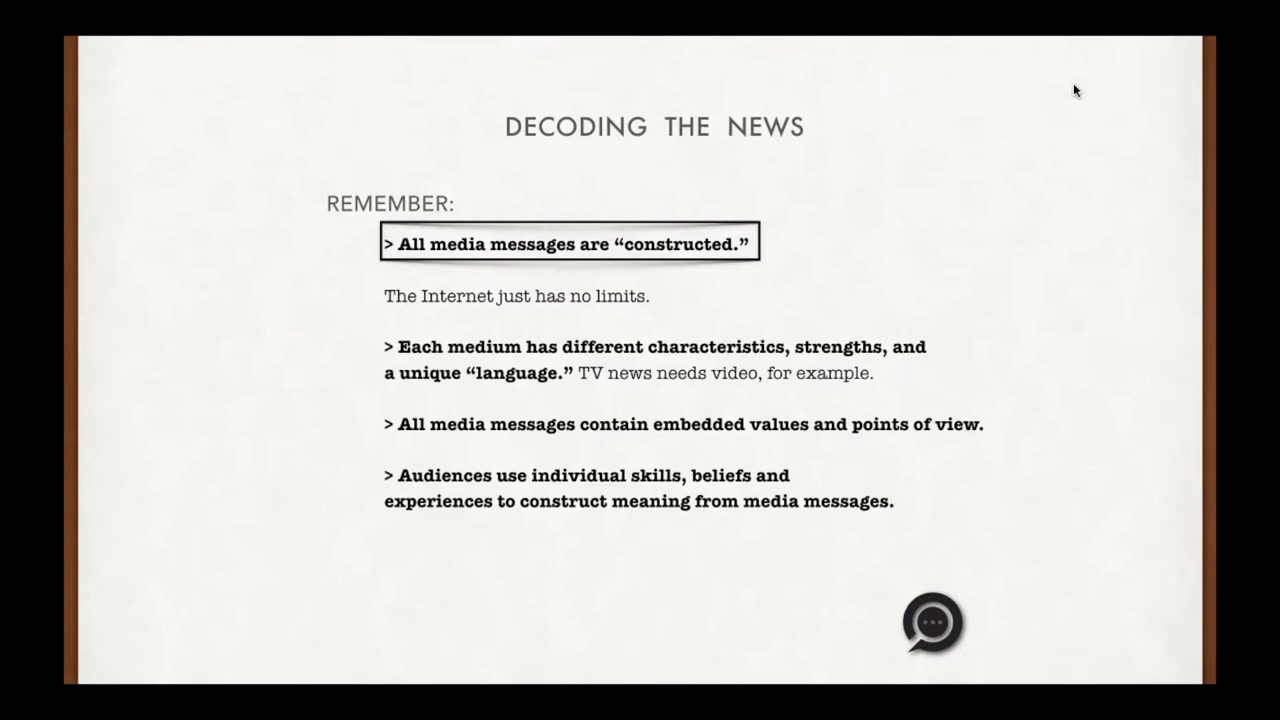 DECODING THE NEWS
REMEMBER:
> All media messages are “constructed.”
The Internet just has no limits.
> Each medium has different characteristics, strengths, and
a unique “language.” TV news needs video, for example.
> All media messages contain embedded values and points of view.
> Audiences use individual skills, beliefs and
experiences to construct meaning from media messages.